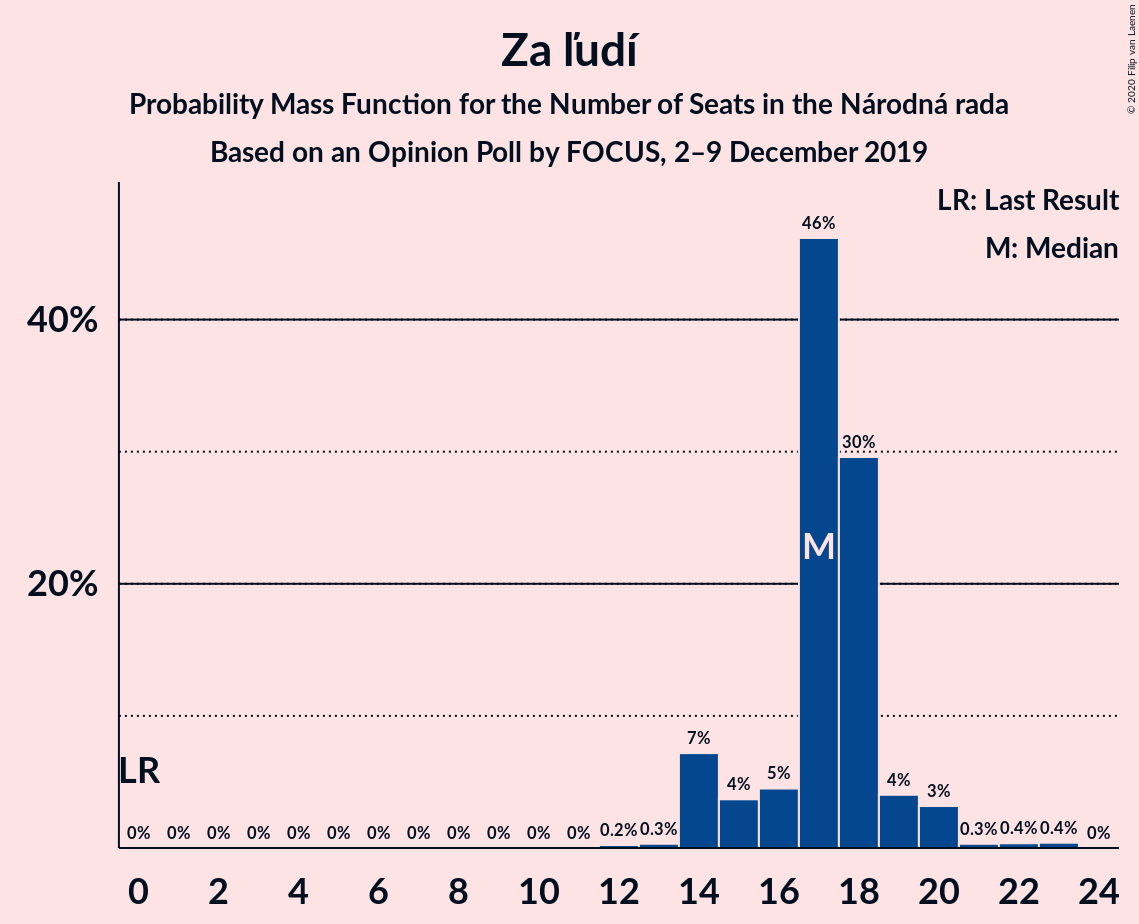 Za ľudí
Probability Mass Function for the Number of Seats in the Národná rada
Based on an Opinion Poll by FOCUS, 2–9 December 2019
© 2020 Filip van Laenen
LR: Last Result
M: Median
46%
40%
30%
M
20%
7%
LR
4%
5%
4%
3%
0% 0% 0% 0% 0% 0% 0% 0% 0% 0% 0% 0% 0.2% 0.3% 0.3% 0.4% 0.4% 0%
0 2 4 6 8 10 12 14 16 18 20 22 24